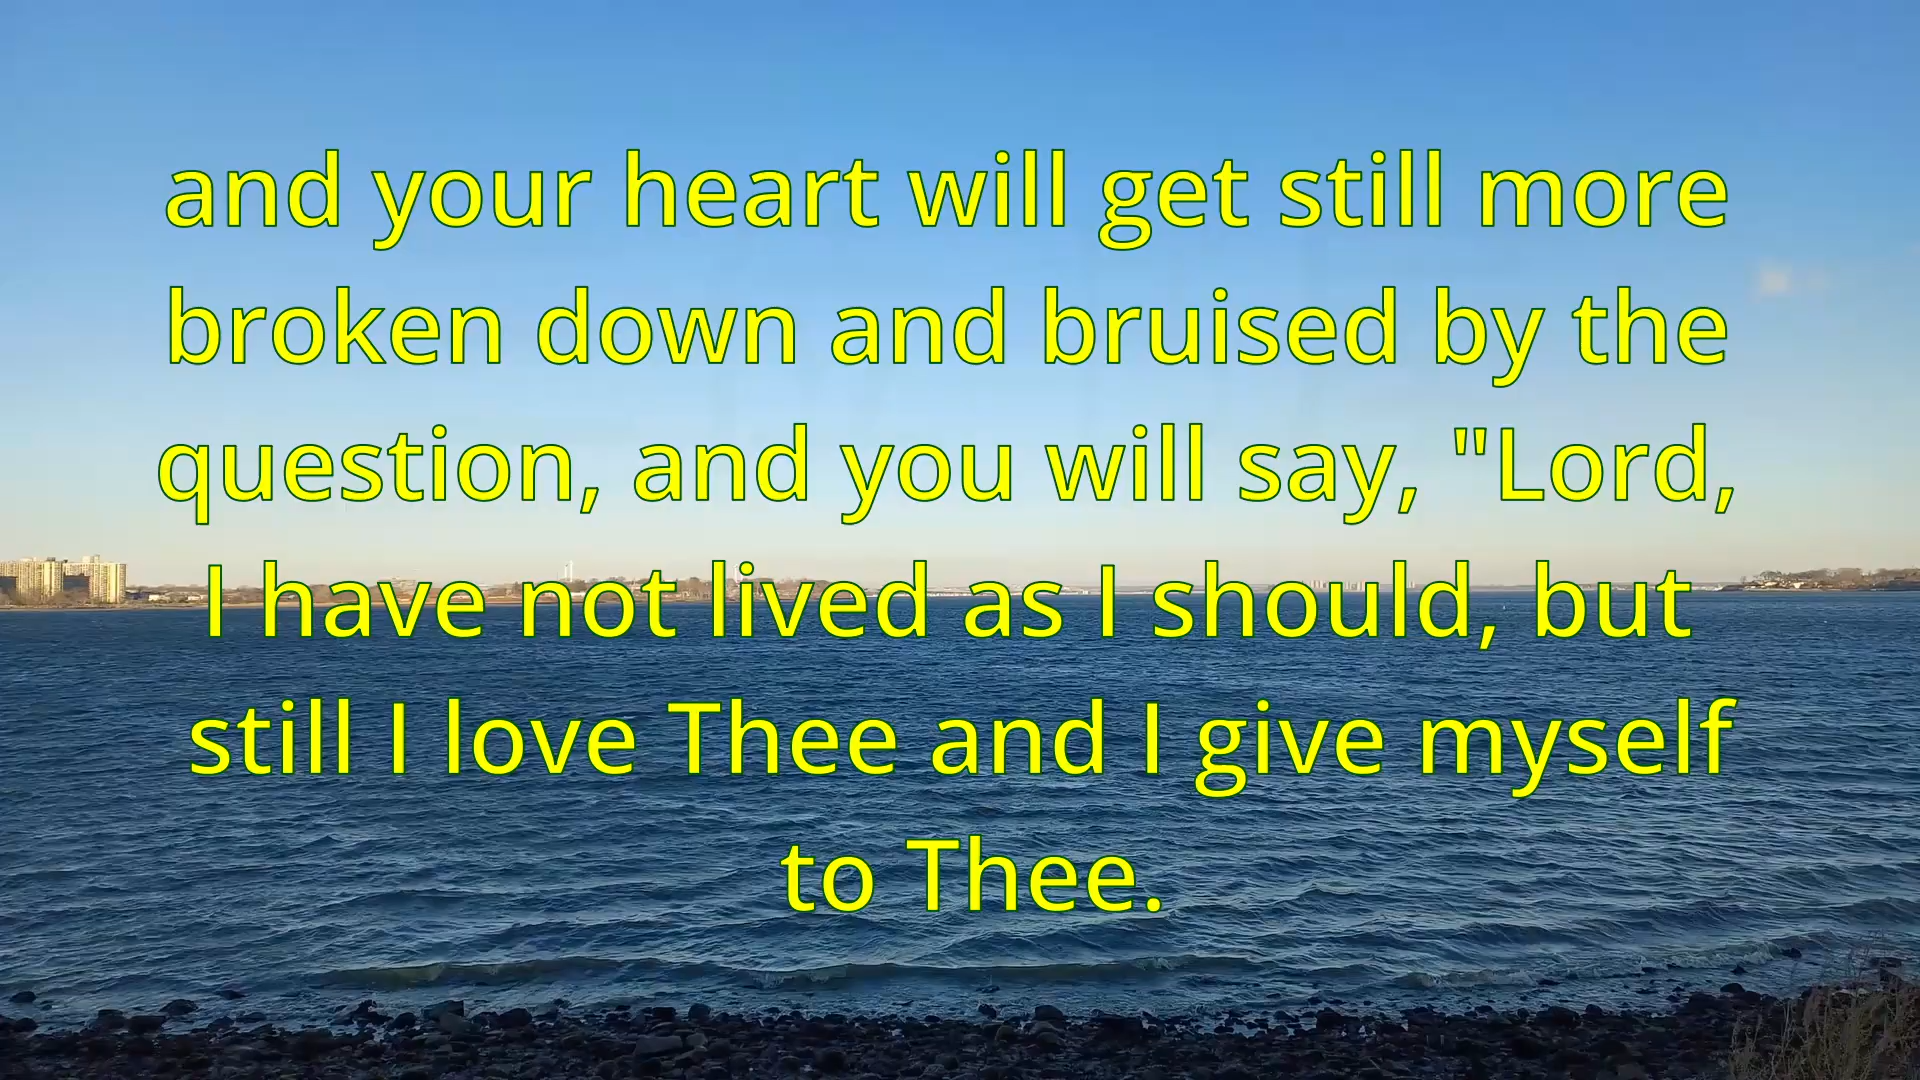 and your heart will get still more
broken down and bruised by the
question, and you will say, "Lord,
I have not lived as I should, but
still I love Thee and I give myself
to Thee.